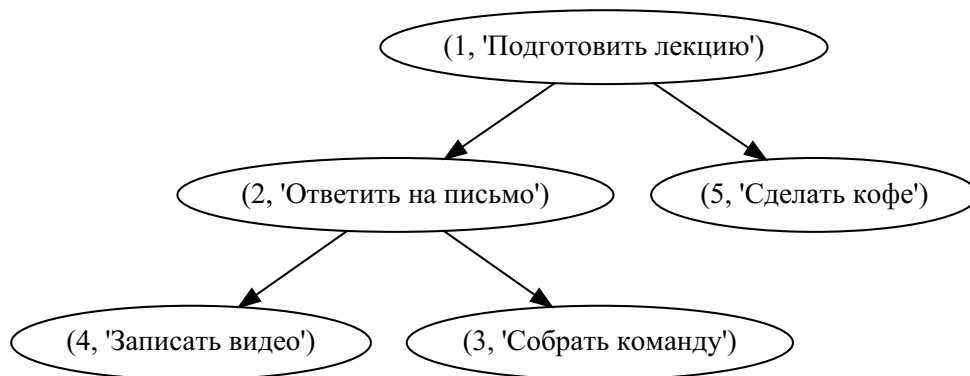 (1, 'Подготовить лекцию')
(2, 'Ответить на письмо')
(5, 'Сделать кофе')
(4, 'Записать видео')
(3, 'Собрать команду')